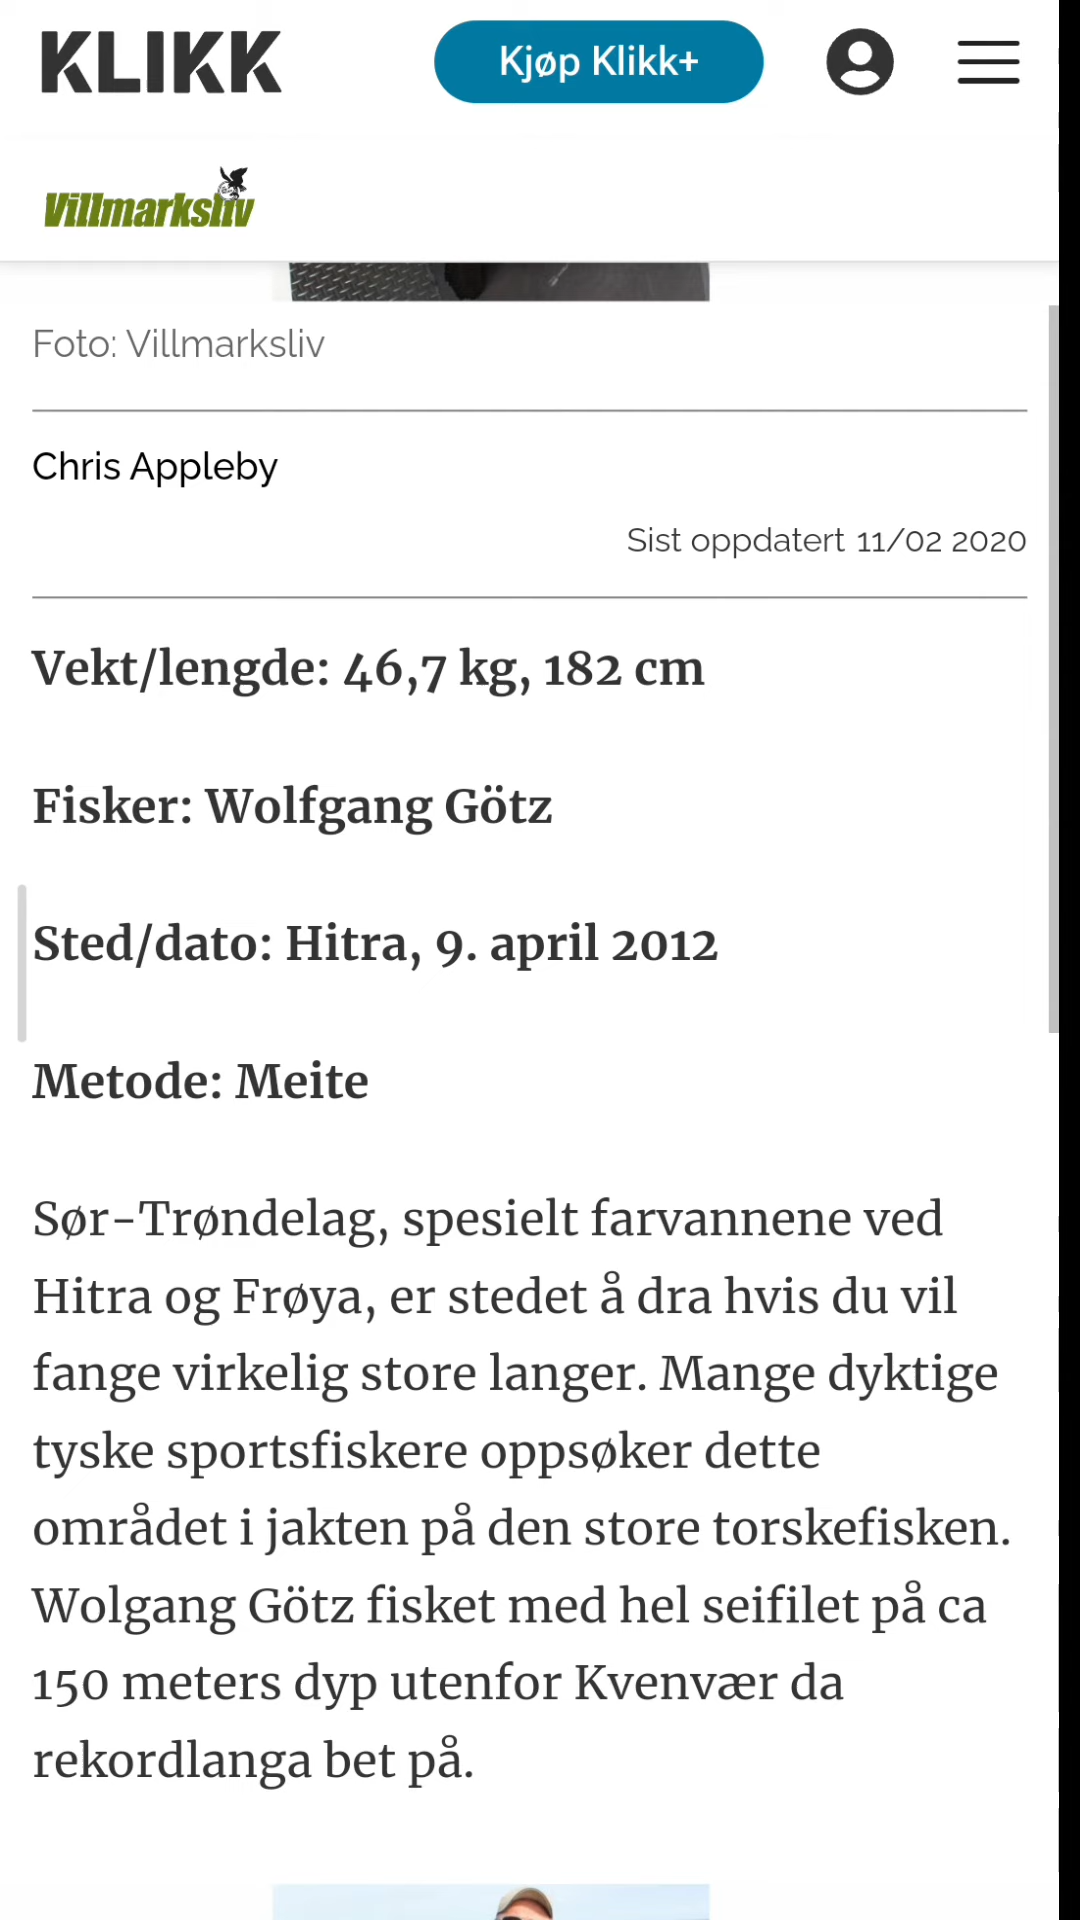 KLIKK
Kjøp Klikk+
Villmarksliv
Foto: Villmarksliv
Chris Appleby
Sist oppdatert 11/02 2020
Vekt/lengde: 46,7 kg, 182 cm
Fisker: Wolfgang Götz
Sted/dato: Hitra, 9. april 2012
Metode: Meite
Sør-Trøndelag, spesielt farvannene ved
Hitra og Frøya, er stedet å dra hvis du vil
fange virkelig store langer. Mange dyktige
tyske sportsfiskere oppsøker dette
området i jakten på den store torskefisken.
Wolgang Götz fisket med hel seifilet på ca
150 meters dyp utenfor Kvenvær da
rekordlanga bet på.